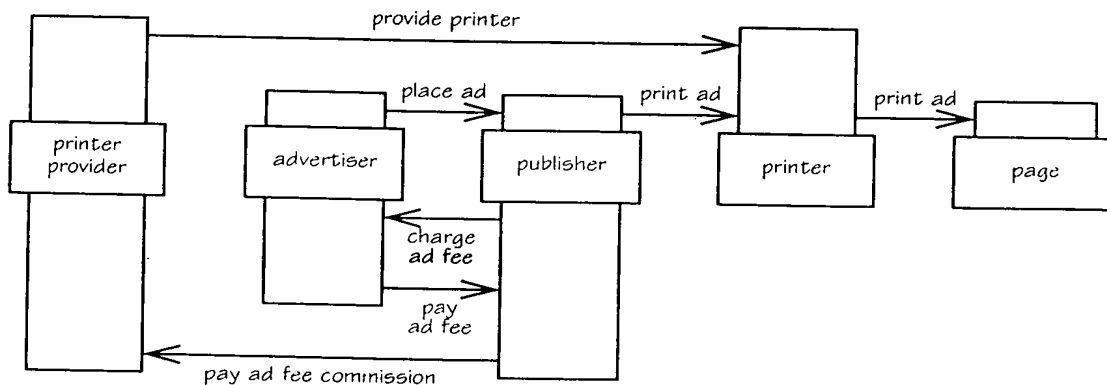 provide printer
place ad
print ad
print ad
printer
provider
advertiser
publisher
printer
page
charge
ad fee
pay
ad fee
pay ad fee commission